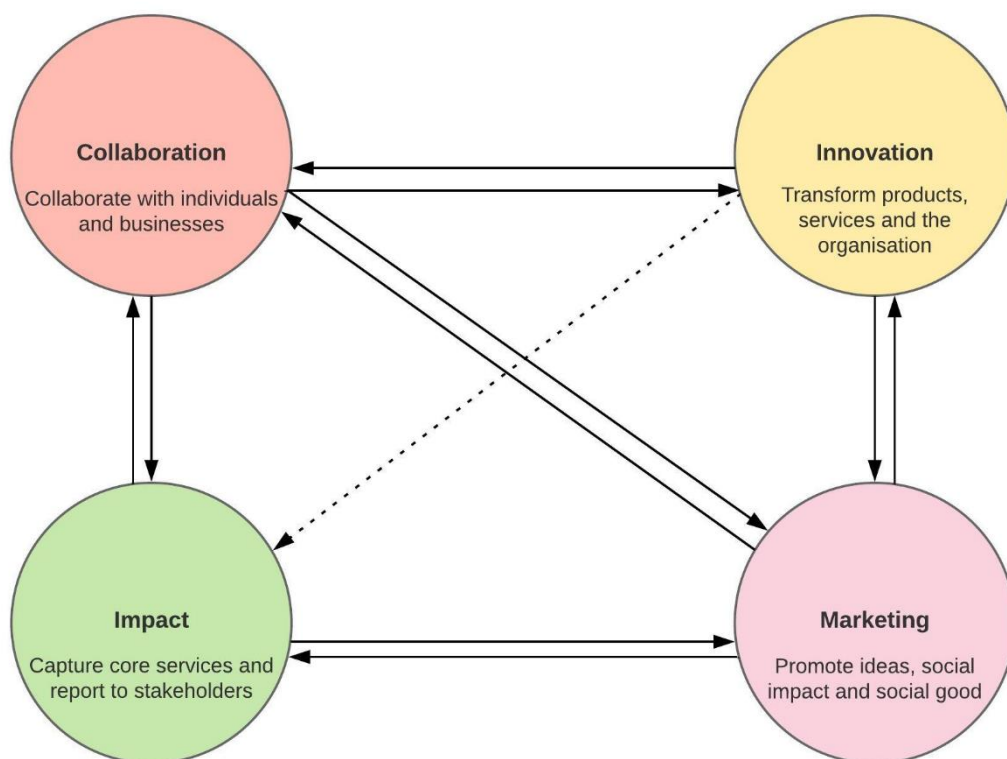 Collaboration
Collaborate with individuals
and businesses
Innovation
Transform products,
services and the
organisation
Impact
Capture core services and
report to stakeholders
Marketing
Promote ideas, social
impact and social good